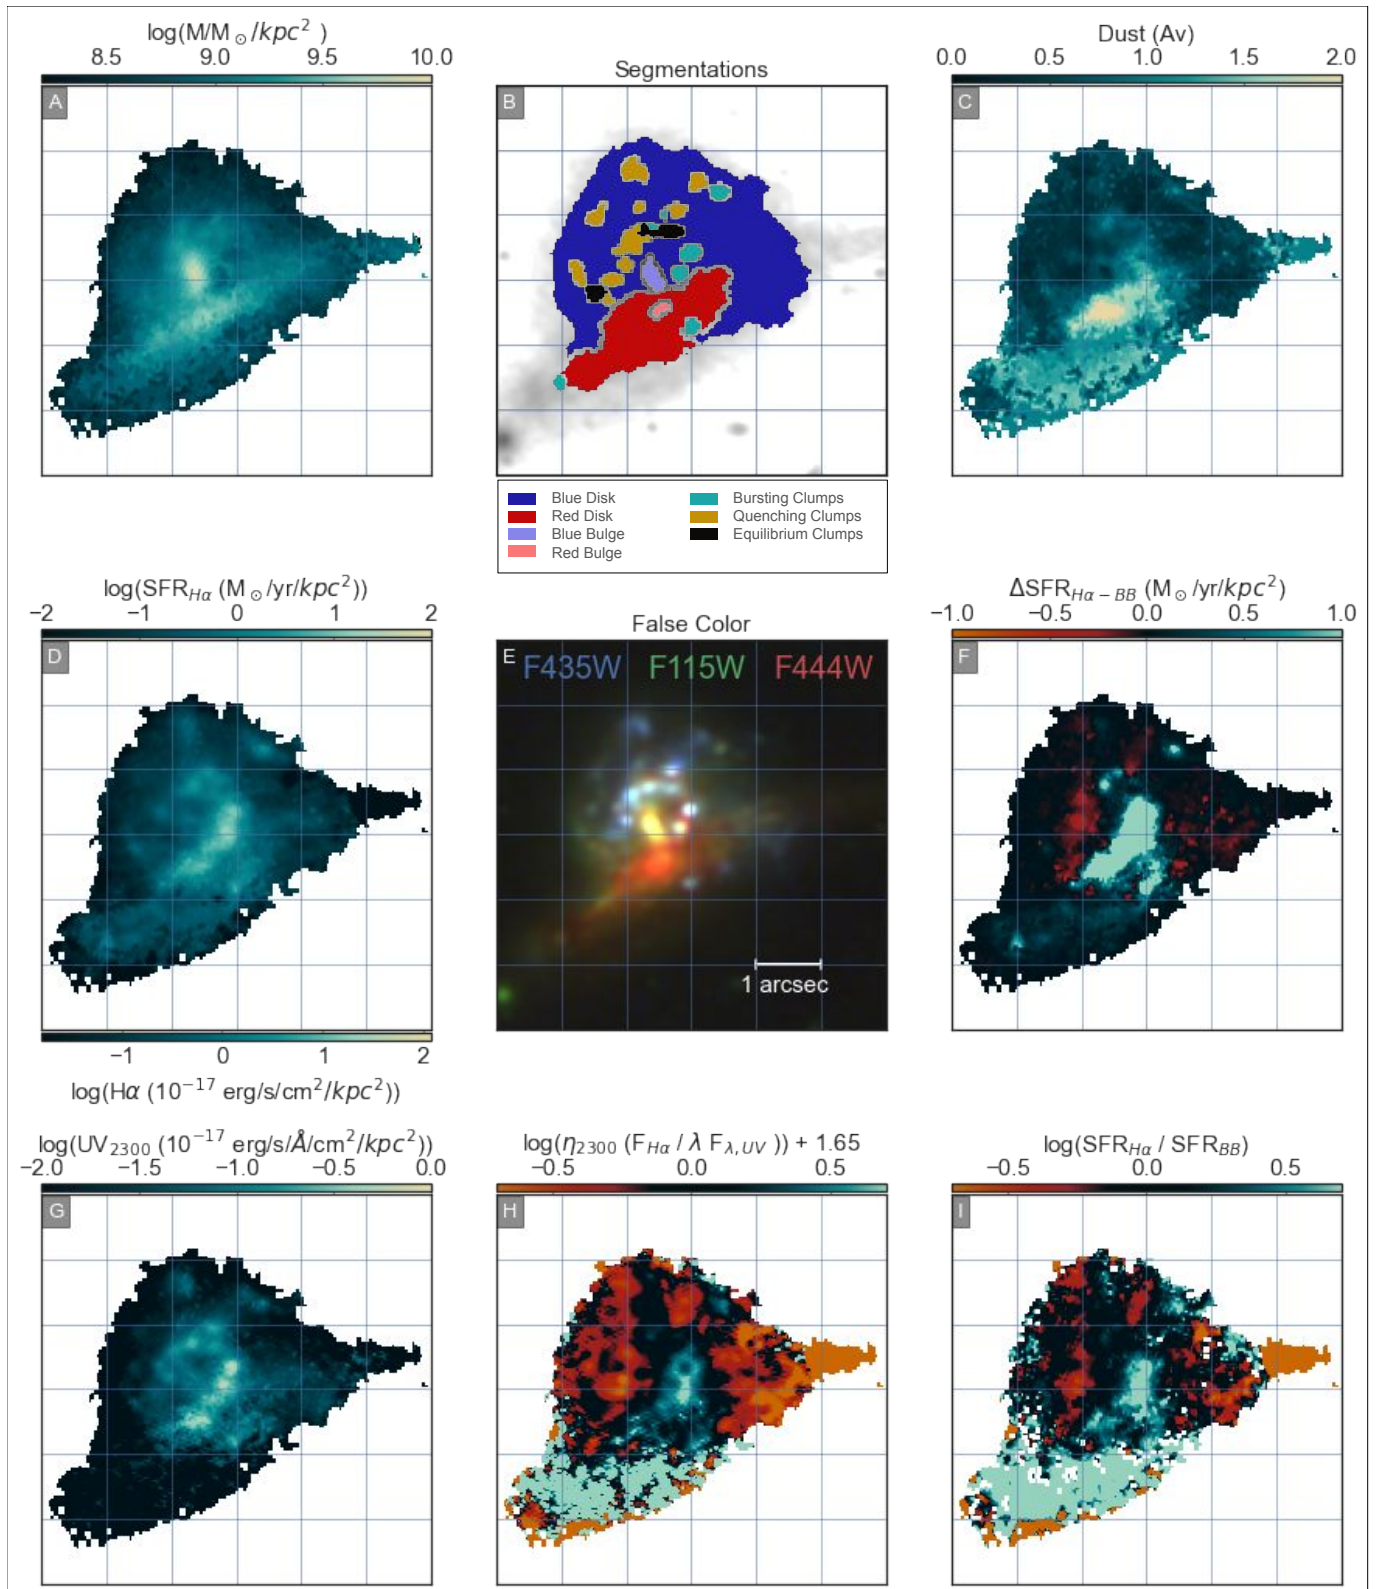 log(M/M⊙/kpc²)
8.5 9.0 9.5 10.0
A
Segmentations
B
Dust (Av)
0.0 0.5 1.0 1.5 2.0
C
Blue Disk
Red Disk
Blue Bulge
Red Bulge
Bursting Clumps
Quenching Clumps
Equilibrium Clumps
log(SFR_Hα (M⊙/yr/kpc²))
−2 −1 0 1 2
D
−1 0 1 2
log(Hα (10⁻¹⁷ erg/s/cm²/kpc²))
False Color
E F435W F115W F444W
1 arcsec
ΔSFR_Hα−BB (M⊙/yr/kpc²)
−1.0 −0.5 0.0 0.5 1.0
F
log(UV₂₃₀₀ (10⁻¹⁷ erg/s/Å/cm²/kpc²))
−2.0 −1.5 −1.0 −0.5 0.0
G
log(η₂₃₀₀ (F_Hα / λ F_λ,UV )) + 1.65
−0.5 0.0 0.5
H
log(SFR_Hα / SFR_BB)
−0.5 0.0 0.5
I